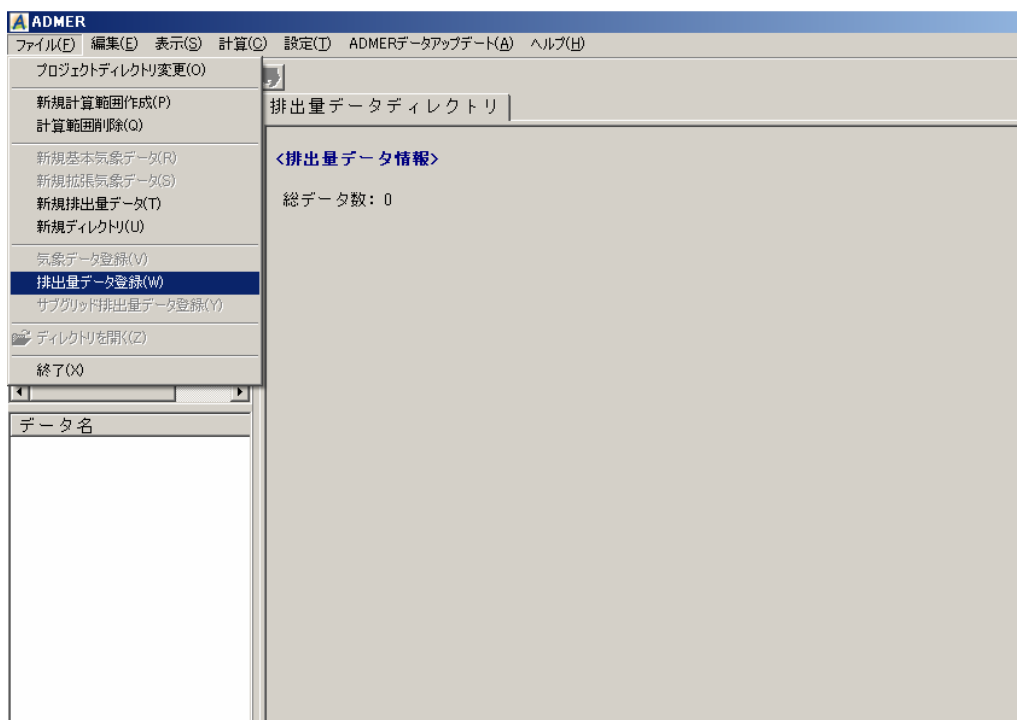 ADMER
ファイル(F) 編集(E) 表示(S) 計算(C) 設定(T) ADMERデータアップデート(A) ヘルプ(H)
プロジェクトディレクトリ変更(O)
新規計算範囲作成(P)
計算範囲削除(Q)
新規基本気象データ(R)
新規拡張気象データ(S)
新規排出量データ(T)
新規ディレクトリ(U)
気象データ登録(V)
排出量データ登録(W)
サブグリッド排出量データ登録(Y)
ディレクトリを開く(Z)
終了(X)
排出量データディレクトリ
<排出量データ情報>
総データ数: 0
データ名